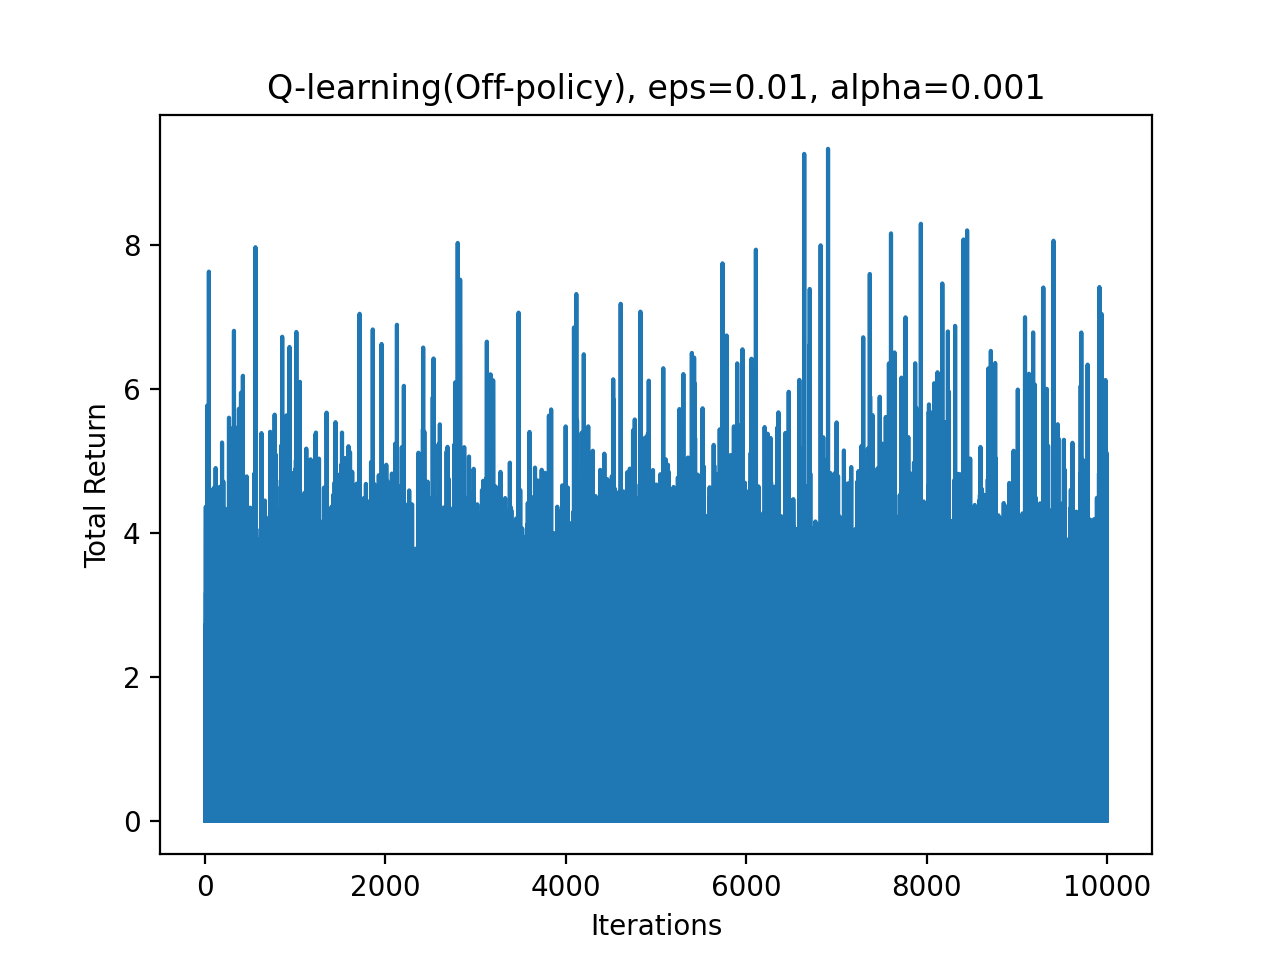 Q-learning(Off-policy), eps=0.01, alpha=0.001
8
6
4
2
0
Total Return
0 2000 4000 6000 8000 10000
Iterations